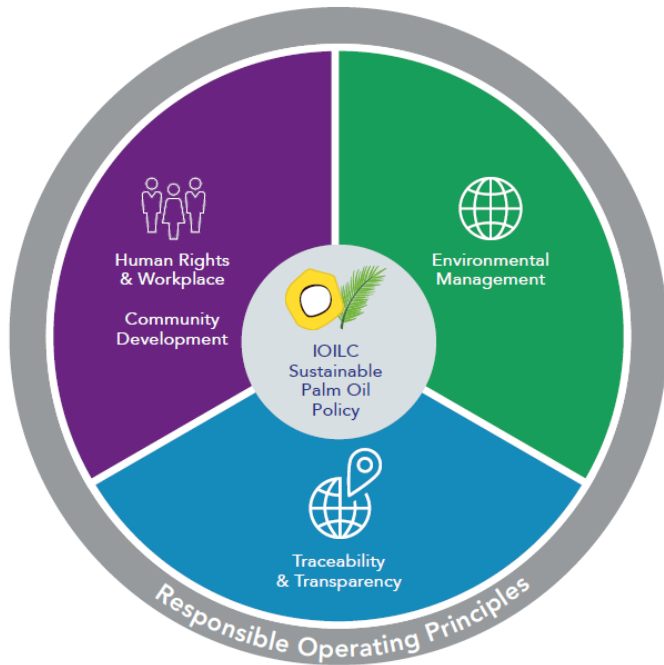 Human Rights
& Workplace
Community
Development
Environmental
Management
IOILC
Sustainable
Palm Oil
Policy
Traceability
& Transparency
Responsible Operating Principles